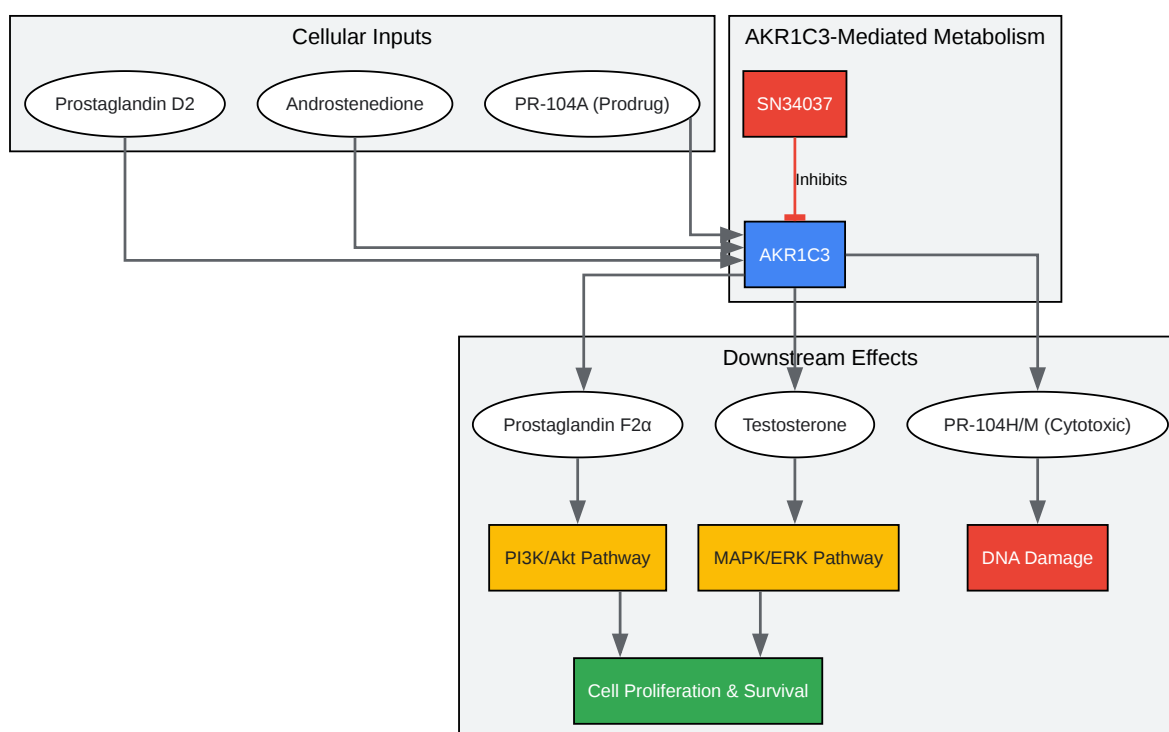 Cellular Inputs
AKR1C3-Mediated Metabolism
Prostaglandin D2
Androstenedione
PR-104A (Prodrug)
SN34037
Inhibits
AKR1C3
Downstream Effects
Prostaglandin F2α
Testosterone
PR-104H/M (Cytotoxic)
PI3K/Akt Pathway
MAPK/ERK Pathway
DNA Damage
Cell Proliferation & Survival